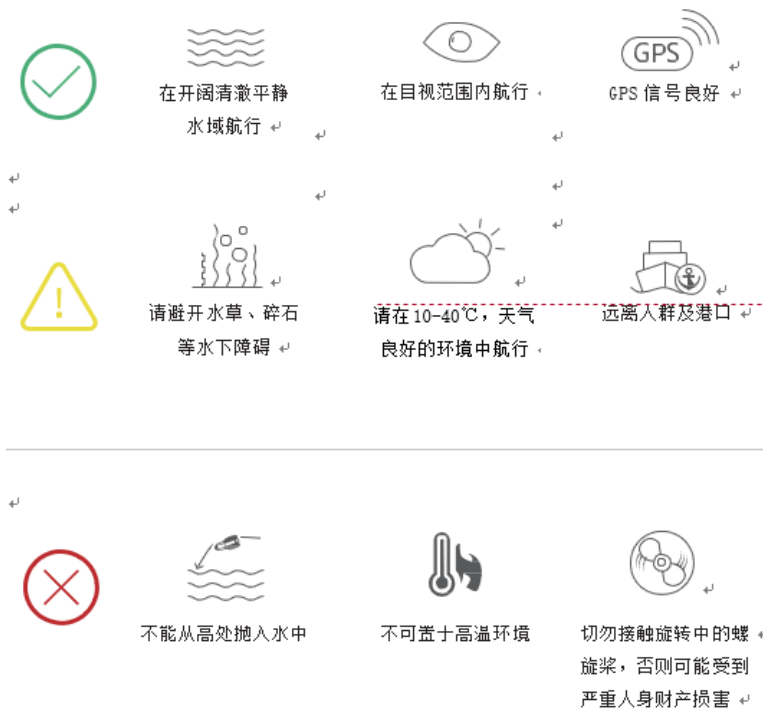 在开阔清澈平静
水域航行
在目视范围内航行
GPS
GPS 信号良好
请避开水草、碎石
等水下障碍
请在 10-40℃，天气
良好的环境中航行
远离人群及港口
不能从高处抛入水中
不可置于高温环境
切勿接触旋转中的螺
旋桨，否则可能受到
严重人身财产损害